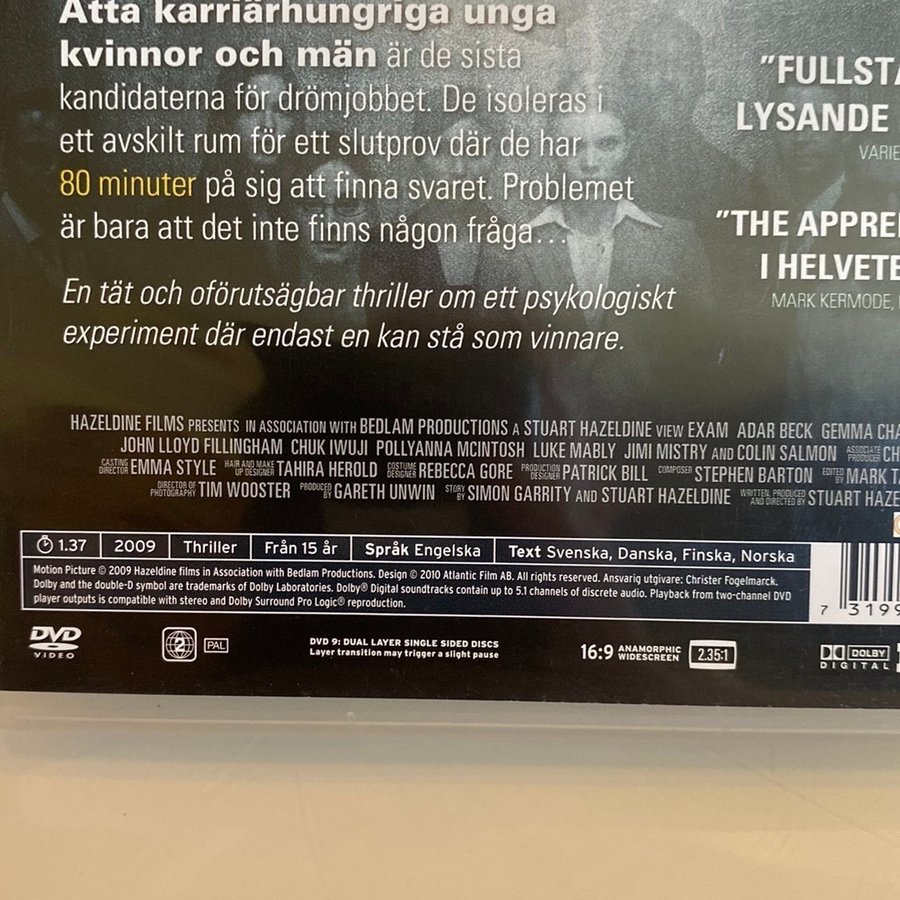 Åtta karriärhungriga unga
kvinnor och män är de sista
kandidaterna för drömjobbet. De isoleras i
ett avskilt rum för ett slutprov där de har
80 minuter på sig att finna svaret. Problemet
är bara att det inte finns någon fråga…
En tät och oförutsägbar thriller om ett psykologiskt
experiment där endast en kan stå som vinnare.
"FULLSTA
LYSANDE
VARIE
"THE APPRE
I HELVETE
MARK KERMODE,
HAZELDINE FILMS PRESENTS IN ASSOCIATION WITH BEDLAM PRODUCTIONS A STUART HAZELDINE VIEW EXAM ADAR BECK GEMMA CHA
JOHN LLOYD FILLINGHAM CHUK IWUJI POLLYANNA MCINTOSH LUKE MABLY JIMI MISTRY AND COLIN SALMON ASSOCIATE PRODUCER CH
CASTING DIRECTOR EMMA STYLE HAIR AND MAKE UP DESIGNER TAHIRA HEROLD COSTUME DESIGNER REBECCA GORE PRODUCTION DESIGNER PATRICK BILL COMPOSER STEPHEN BARTON EDITED BY MARK TA
DIRECTOR OF PHOTOGRAPHY TIM WOOSTER PRODUCED BY GARETH UNWIN STORY BY SIMON GARRITY AND STUART HAZELDINE WRITTEN, PRODUCED AND DIRECTED BY STUART HAZE
1.37 2009 Thriller Från 15 år Språk Engelska Text Svenska, Danska, Finska, Norska
Motion Picture © 2009 Hazeldine films in Association with Bedlam Productions. Design © 2010 Atlantic Film AB. All rights reserved. Ansvarig utgivare: Christer Fogelmarck.
Dolby and the double-D symbol are trademarks of Dolby Laboratories. Dolby® Digital soundtracks contain up to 5.1 channels of discrete audio. Playback from two-channel DVD
player outputs is compatible with stereo and Dolby Surround Pro Logic® reproduction.
7 3199
DVD VIDEO
2 PAL
DVD 9: DUAL LAYER SINGLE SIDED DISCS
Layer transition may trigger a slight pause
16:9 ANAMORPHIC WIDESCREEN 2.35:1
DOLBY DIGITAL